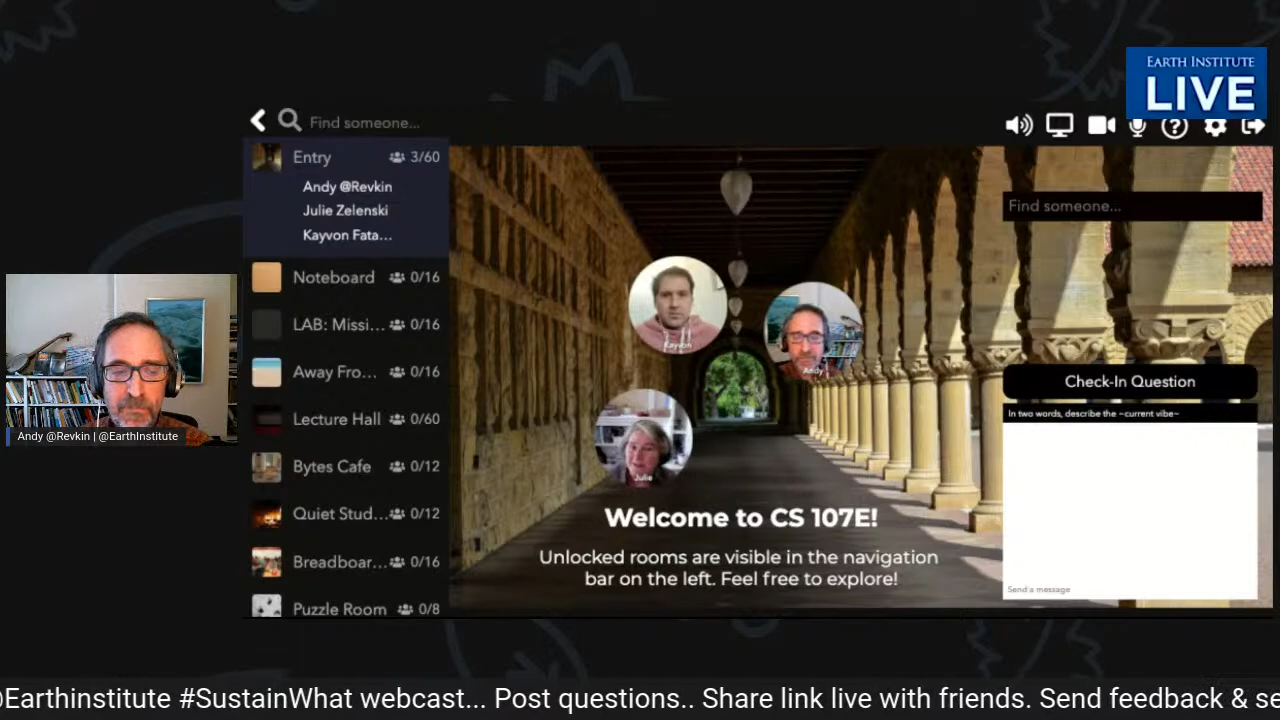 EARTH INSTITUTE
LIVE
Find someone...
Entry 3/60
Andy @Revkin
Julie Zelenski
Kayvon Fata...
Noteboard 0/16
LAB: Missi... 0/16
Away Fro... 0/16
Lecture Hall 0/60
Bytes Cafe 0/12
Quiet Stud... 0/12
Breadboar... 0/16
Puzzle Room 0/8
Andy @Revkin | @EarthInstitute
Kayvon
Andy
Julie
Welcome to CS 107E!
Unlocked rooms are visible in the navigation
bar on the left. Feel free to explore!
Find someone...
Check-In Question
In two words, describe the ~current vibe~
Send a message
@Earthinstitute #SustainWhat webcast... Post questions.. Share link live with friends. Send feedback & se